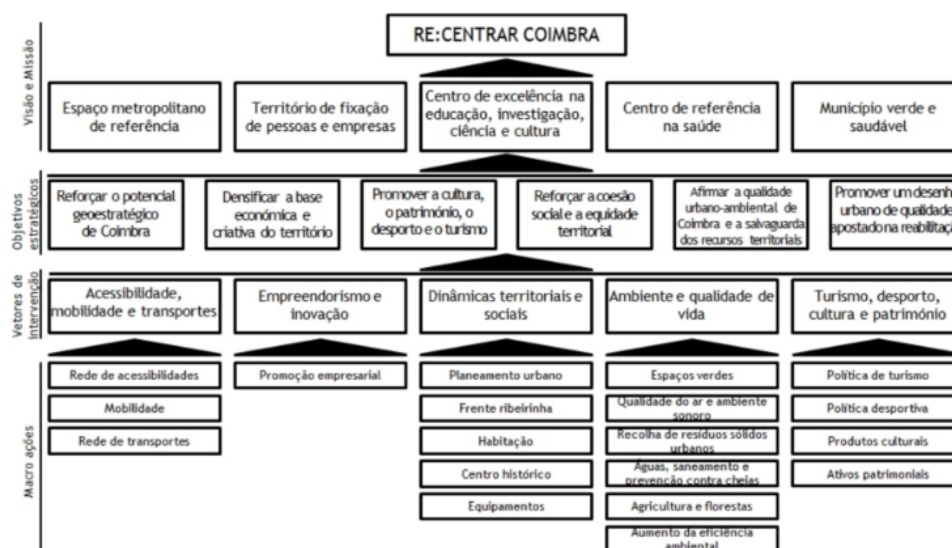 RE:CENTRAR COIMBRA
Visão e Missão
Espaço metropolitano
de referência
Território de fixação
de pessoas e empresas
Centro de excelência na
educação, investigação,
ciência e cultura
Centro de referência
na saúde
Município verde e
saudável
Objetivos
estratégicos
Reforçar o potencial
geoestratégico
de Coimbra
Densificar a base
económica e
criativa do território
Promover a cultura,
o património, o
desporto e o turismo
Reforçar a coesão
social e a equidade
territorial
Afirmar a qualidade
urbano-ambiental de
Coimbra e a salvaguarda
dos recursos territoriais
Promover um desenh
urbano de qualidade
apostado na reabilitaç
Vetores de
intervenção
Acessibilidade,
mobilidade e transportes
Empreendorismo e
inovação
Dinâmicas territoriais e
sociais
Ambiente e qualidade de
vida
Turismo, desporto,
cultura e património
Macro ações
Rede de acessibilidades
Mobilidade
Rede de transportes
Promoção empresarial
Planeamento urbano
Frente ribeirinha
Habitação
Centro histórico
Equipamentos
Espaços verdes
Qualidade do ar e ambiente
sonoro
Recolha de resíduos sólidos
urbanos
Águas, saneamento e
prevenção contra cheias
Agricultura e florestas
Aumento da eficiência
ambiental
Política de turismo
Política desportiva
Produtos culturais
Ativos patrimoniais